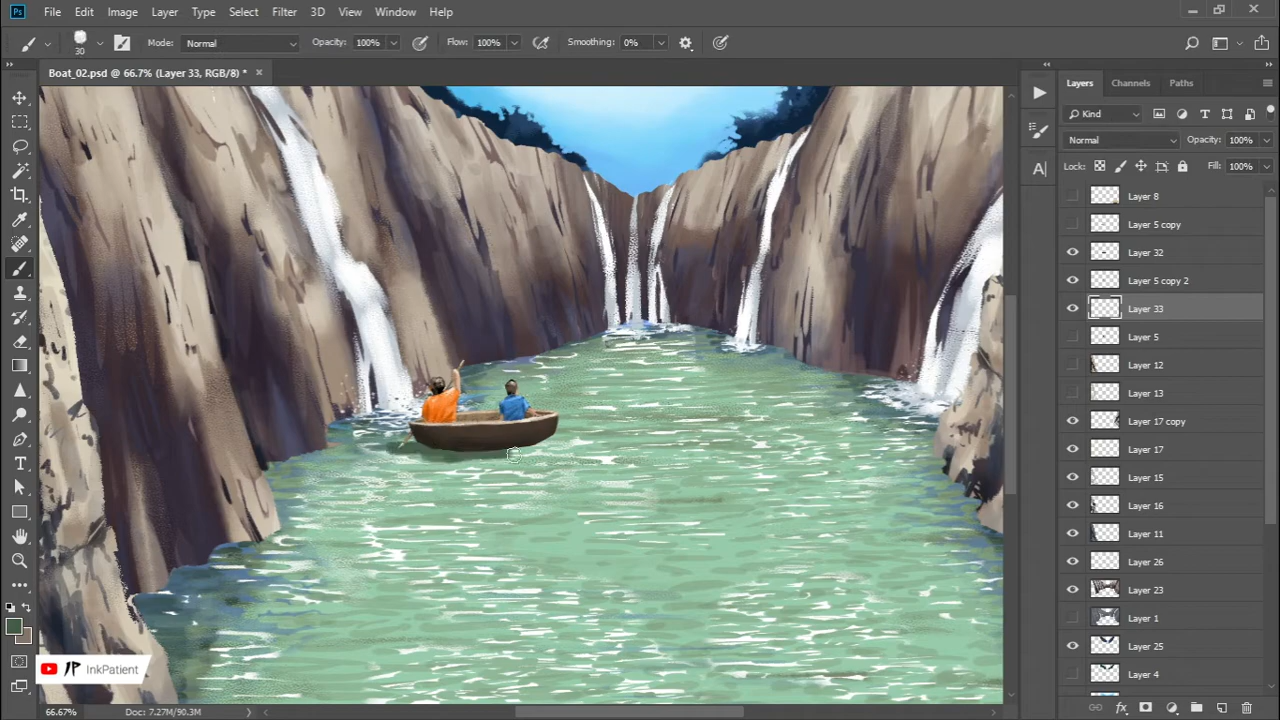 Ps File Edit Image Layer Type Select Filter 3D View Window Help
30 Mode: Normal Opacity: 100% Flow: 100% Smoothing: 0%
Boat_02.psd @ 66.7% (Layer 33, RGB/8) * ×
Layers Channels Paths
Kind
Normal Opacity: 100%
Lock: Fill: 100%
Layer 8
Layer 5 copy
Layer 32
Layer 5 copy 2
Layer 33
Layer 5
Layer 12
Layer 13
Layer 17 copy
Layer 17
Layer 15
Layer 16
Layer 11
Layer 26
Layer 23
Layer 1
Layer 25
Layer 4
InkPatient
66.67% Doc: 7.27M/90.3M